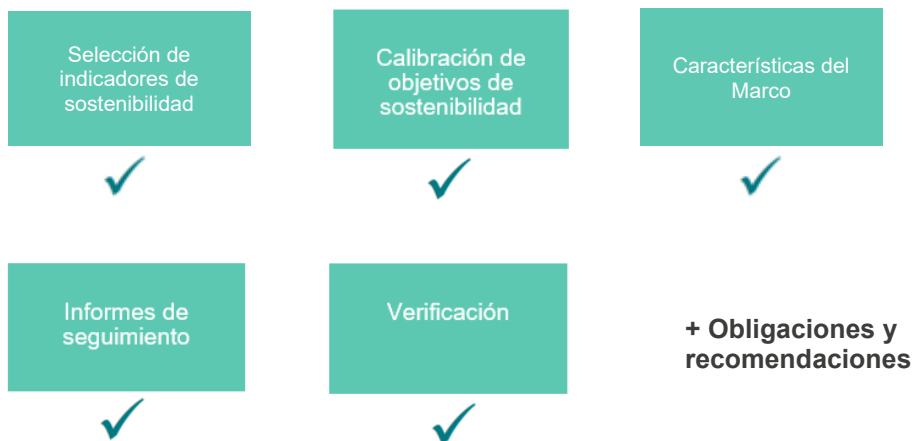 Selección de
indicadores de
sostenibilidad
Calibración de
objetivos de
sostenibilidad
Características del
Marco
Informes de
seguimiento
Verificación
+ Obligaciones y
recomendaciones